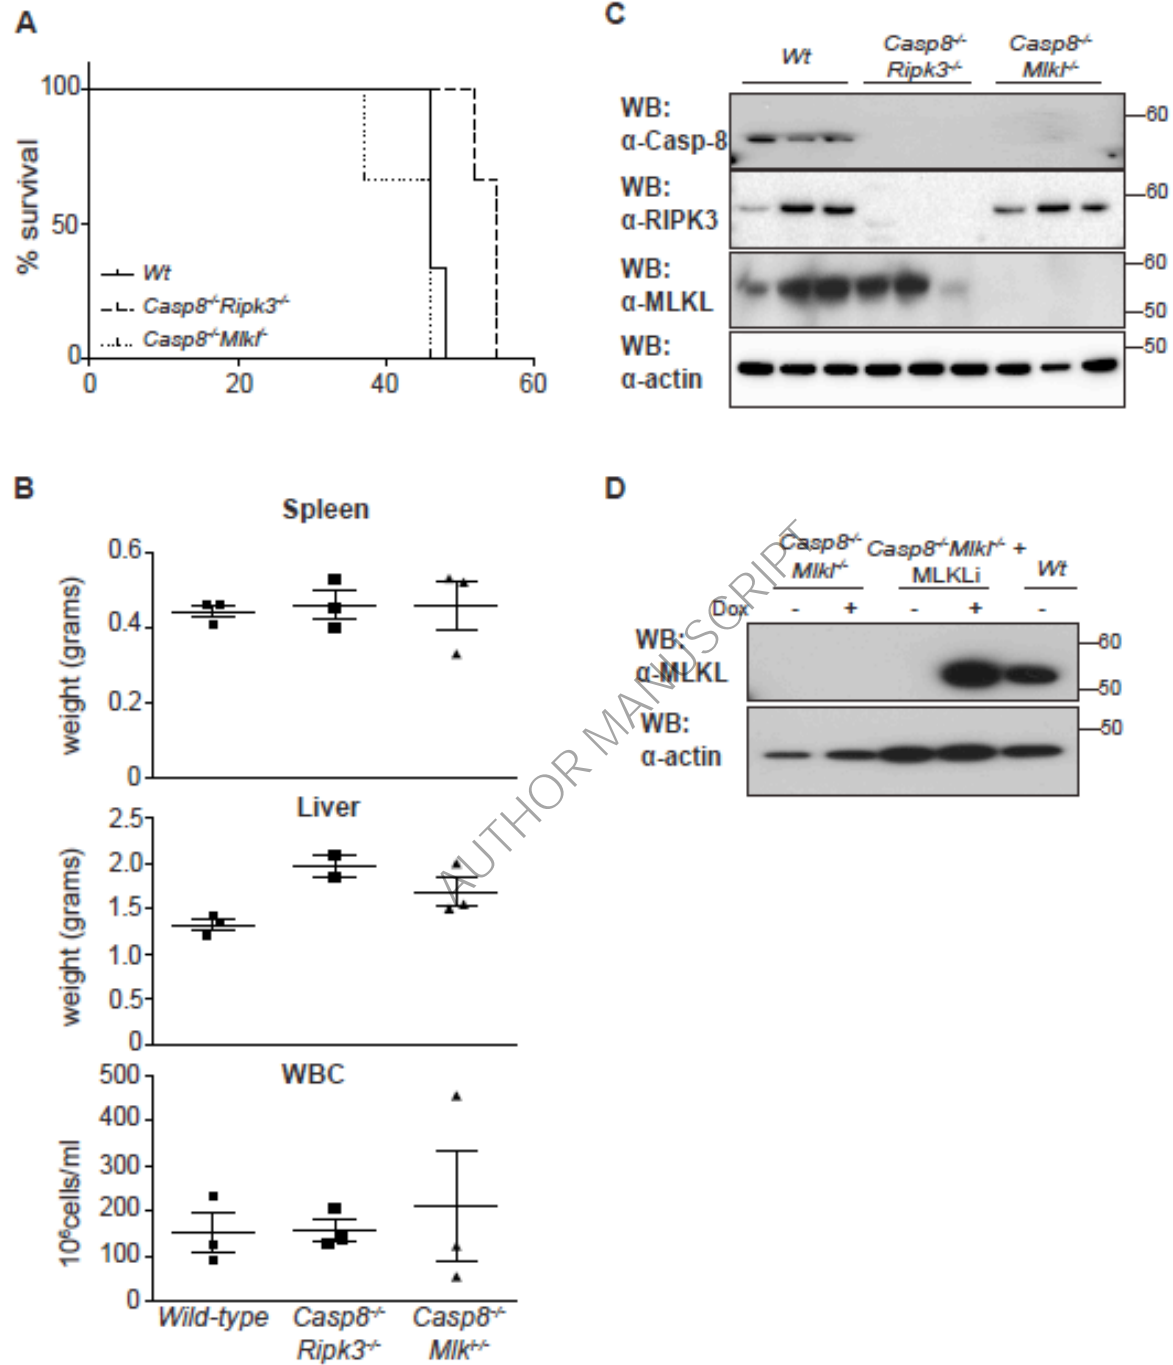 A
100
50
0
% survival
Wt
Casp8-/-Ripk3-/-
Casp8-/-Mlkl-/-
0 20 40 60
B
Spleen
weight (grams)
0.6
0.4
0.2
0
Liver
weight (grams)
2.5
2.0
1.5
1.0
0.5
0
WBC
10⁶cells/ml
500
400
300
200
100
0
Wild-type Casp8-/- Casp8-/-
Ripk3-/- Mlk-/-
C
Wt Casp8-/- Casp8-/-
Ripk3-/- Mlkl-/-
WB:
α-Casp-8
60
WB:
α-RIPK3
60
WB:
α-MLKL
60
50
WB:
α-actin
50
D
Casp8-/- Casp8-/-Mlkl-/- + Wt
Mlkl-/- MLKLi
Dox - + - + -
WB:
α-MLKL
60
50
WB:
α-actin
50
AUTHOR MANUSCRIPT